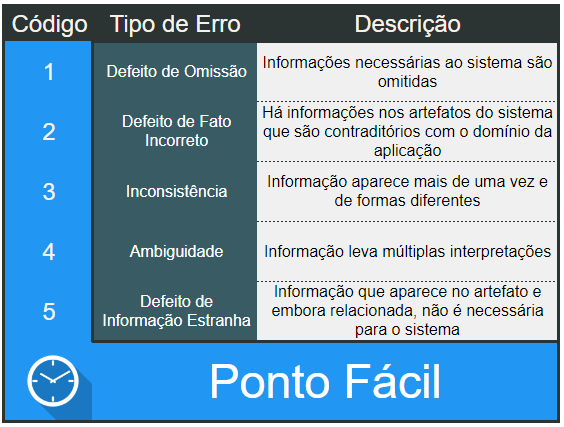 Código Tipo de Erro Descrição
1 Defeito de Omissão Informações necessárias ao sistema são
omitidas
2 Defeito de Fato
Incorreto
Há informações nos artefatos do sistema
que são contraditórios com o domínio da
aplicação
3 Inconsistência Informação aparece mais de uma vez e
de formas diferentes
4 Ambiguidade Informação leva múltiplas interpretações
5 Defeito de
Informação Estranha
Informação que aparece no artefato e
embora relacionada, não é necessária
para o sistema
Ponto Fácil